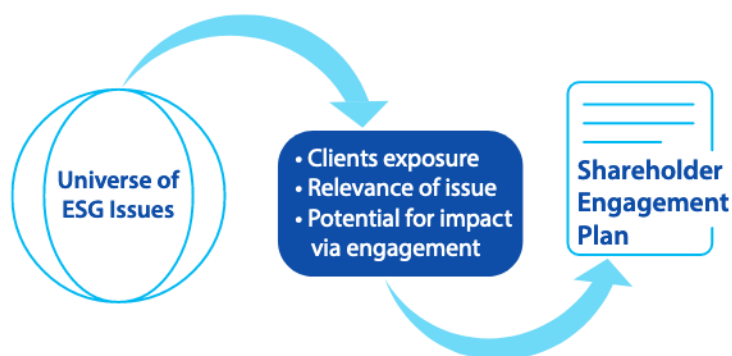 Universe of
ESG Issues
• Clients exposure
• Relevance of issue
• Potential for impact
via engagement
Shareholder
Engagement
Plan